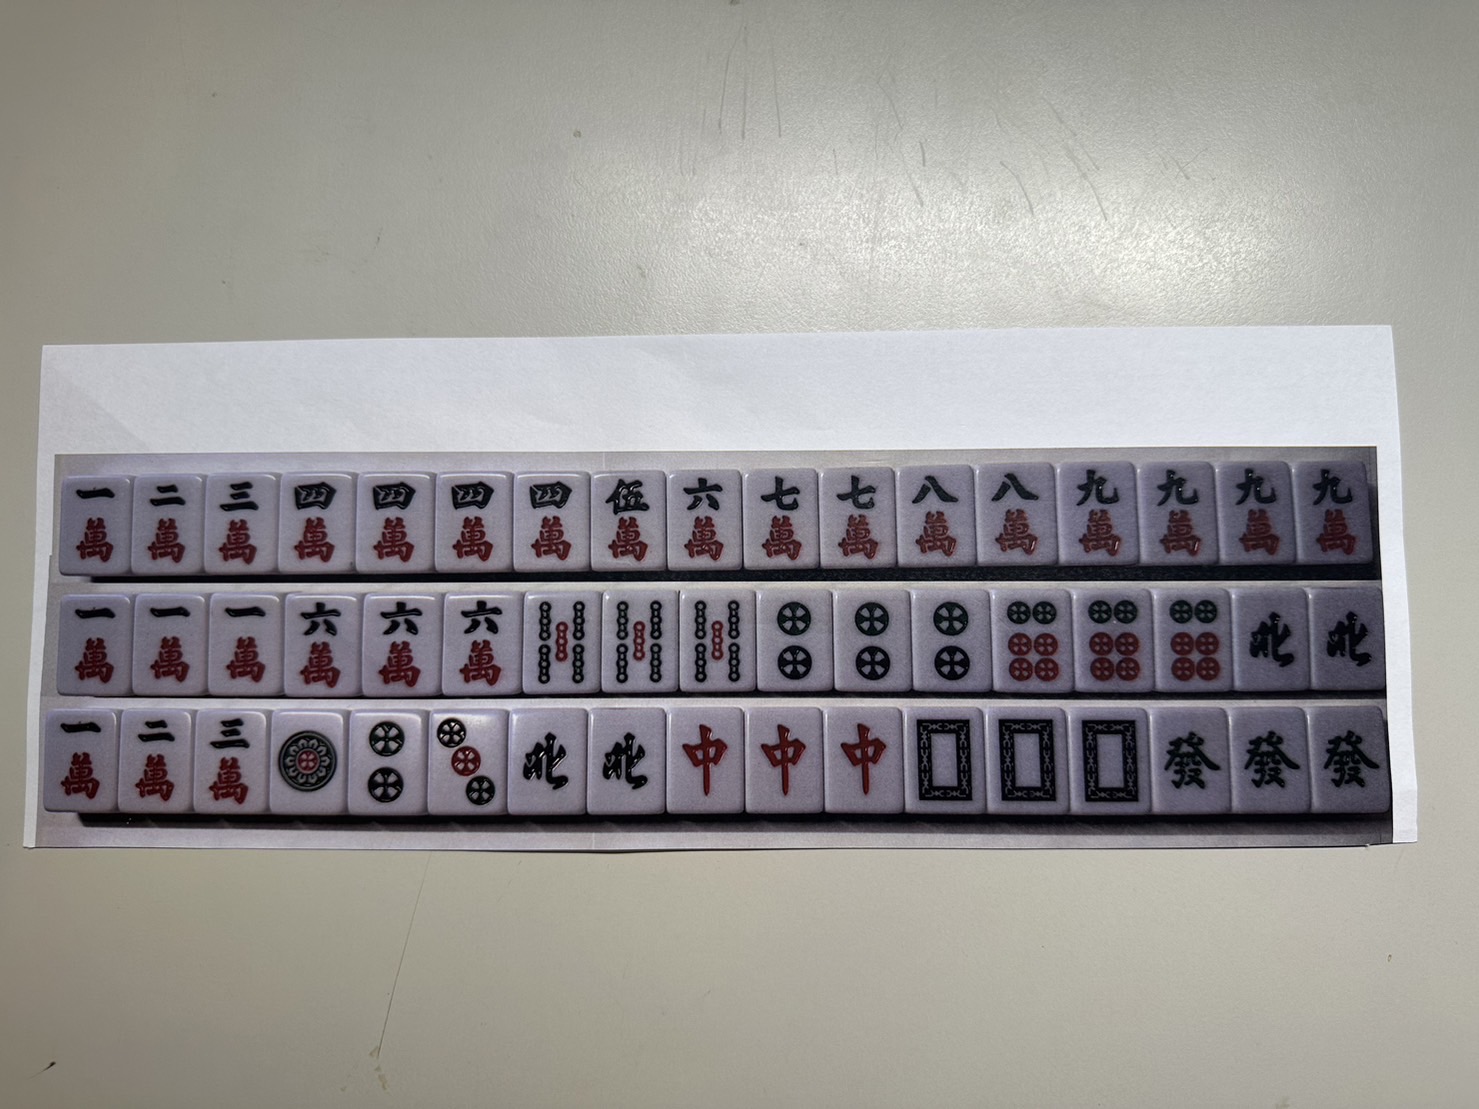 一萬 二萬 三萬 四萬 四萬 四萬 四萬 伍萬 六萬 七萬 七萬 八萬 八萬 九萬 九萬 九萬 九萬
一萬 一萬 一萬 六萬 六萬 六萬 北 北
一萬 二萬 三萬 北 北 中 中 中 發 發 發